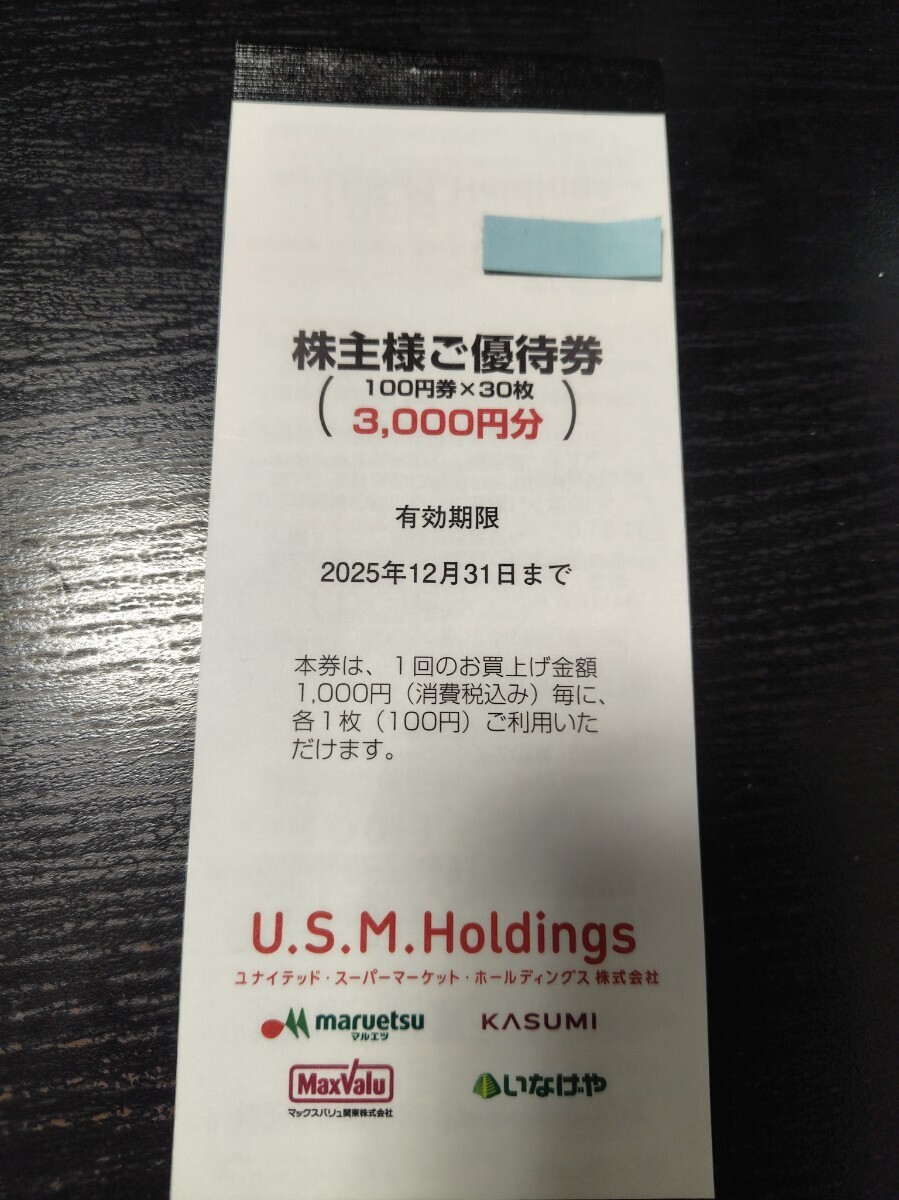 株主様ご優待券
(100円券×30枚
3,000円分)
有効期限
2025年12月31日まで
本券は、1回のお買上げ金額
1,000円(消費税込み)毎に、
各1枚(100円)ご利用いた
だけます。
U.S.M.Holdings
ユナイテッド・スーパーマーケット・ホールディングス 株式会社
maruetsu KASUMI
マルエツ
MaxValu いなげや
マックスバリュ関東株式会社